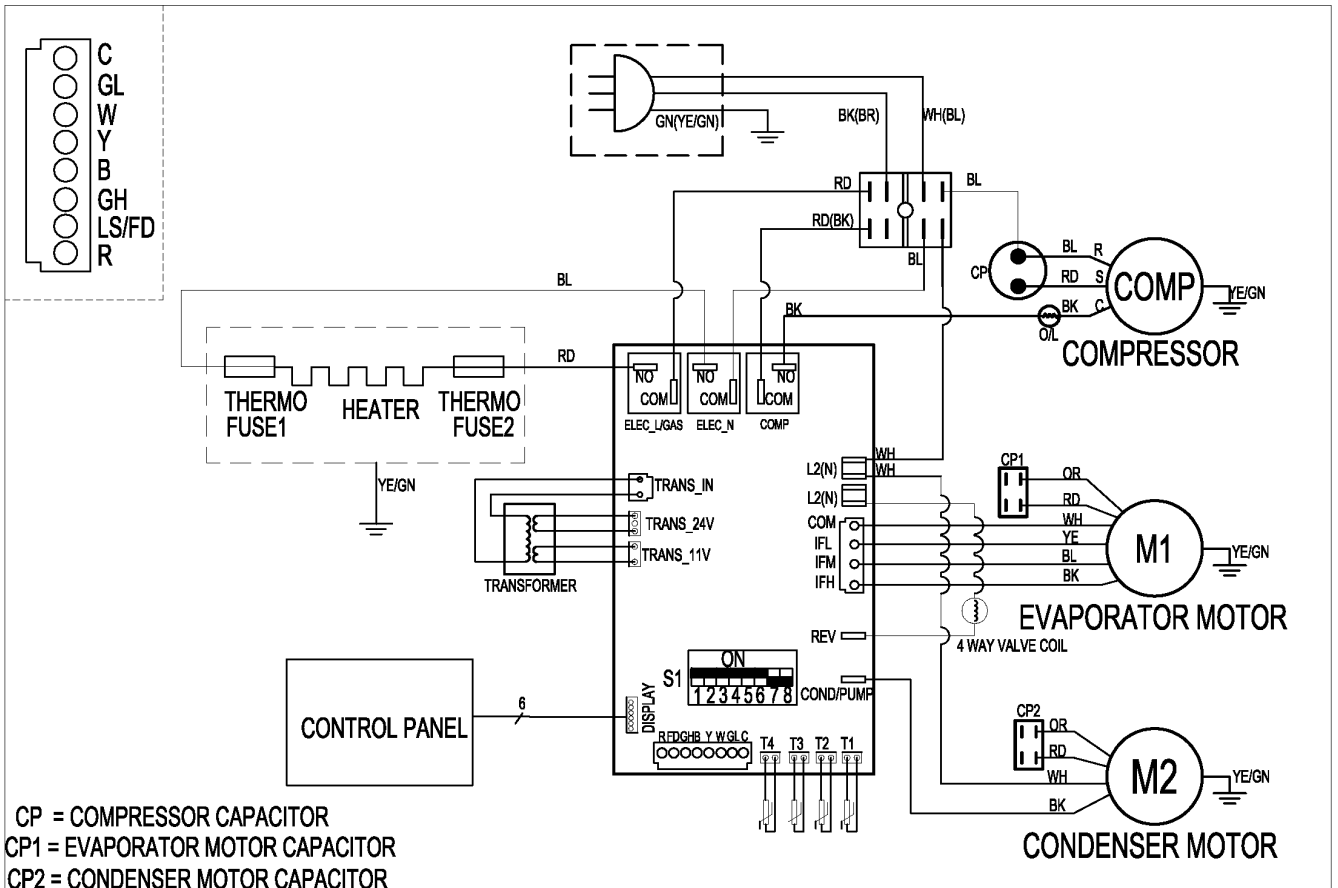 C
GL
W
Y
B
GH
LS/FD
R
GN(YE/GN)
BK(BR)
WH(BL)
RD
RD(BK)
BL
BL
CP
BL
R
RD
S
BK
C
O/L
COMP
YE/GN
COMPRESSOR
BL
BK
RD
THERMO
FUSE1
HEATER
THERMO
FUSE2
YE/GN
NO
COM
ELEC_L/GAS
NO
COM
ELEC_N
NO
COM
COMP
TRANS_IN
TRANS_24V
TRANS_11V
TRANSFORMER
L2(N)
WH
WH
L2(N)
COM
IFL
IFM
IFH
REV
COND/PUMP
CP1
OR
RD
WH
YE
BL
BK
M1
YE/GN
EVAPORATOR MOTOR
4 WAY VALVE COIL
S1
ON
12345678
CONTROL PANEL
6
DISPLAY
R FDGHB Y W GL C
T4
T3
T2
T1
CP2
OR
RD
WH
BK
M2
YE/GN
CONDENSER MOTOR
CP = COMPRESSOR CAPACITOR
CP1 = EVAPORATOR MOTOR CAPACITOR
CP2 = CONDENSER MOTOR CAPACITOR